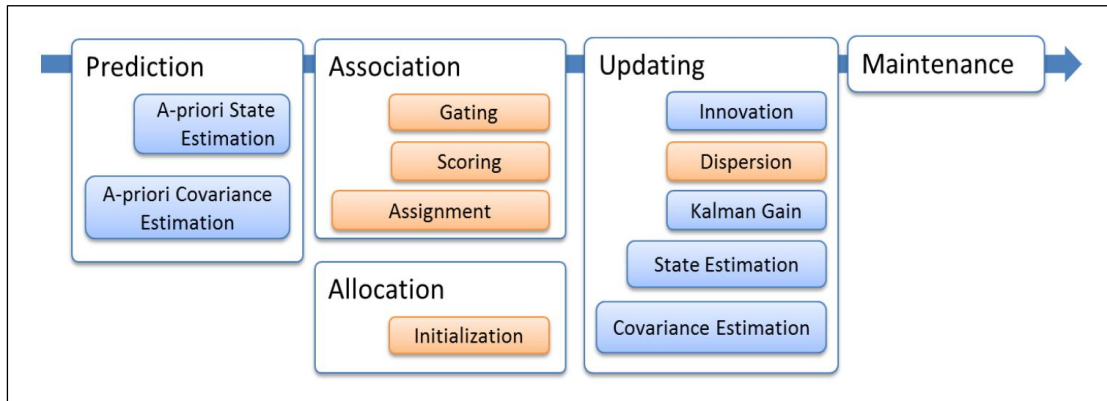 Prediction
A-priori State
Estimation
A-priori Covariance
Estimation
Association
Gating
Scoring
Assignment
Allocation
Initialization
Updating
Innovation
Dispersion
Kalman Gain
State Estimation
Covariance Estimation
Maintenance